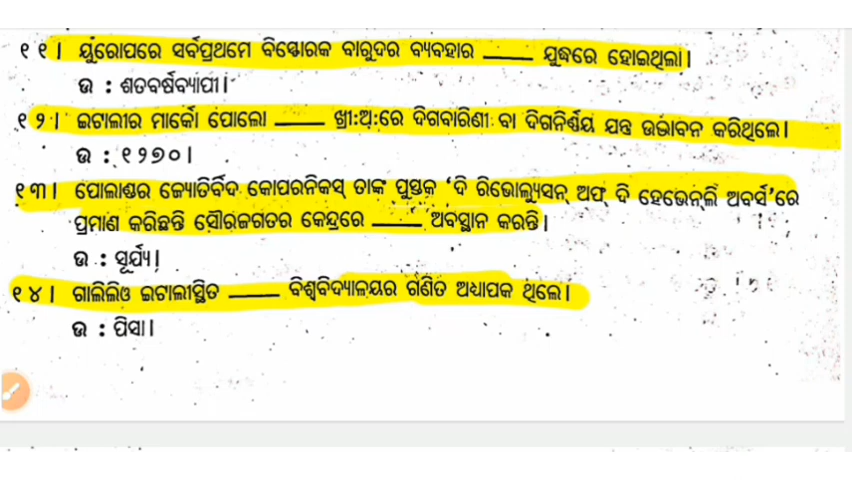 ୧୧। ୟୁରୋପରେ ସର୍ବପ୍ରଥମେ ବିସ୍ଫୋରକ ବାରୁଦର ବ୍ୟବହାର ____ ଯୁଦ୍ଧରେ ହୋଇଥିଲା।
ଉ : ଶତବର୍ଷବ୍ୟାପୀ।
୧୨। ଇଟାଲୀର ମାର୍କୋ ପୋଲୋ ____ ଖ୍ରୀ:ଅ:ରେ ଦିଗବାରିଣୀ ବା ଦିଗନିର୍ଣ୍ଣୟ ଯନ୍ତ୍ର ଉଦ୍ଭାବନ କରିଥିଲେ।
ଉ : ୧୨୭୦।
୧୩। ପୋଲାଣ୍ଡର ଜ୍ୟୋତିର୍ବିଦ କୋପରନିକସ୍ ତାଙ୍କ ପୁସ୍ତକ ‘ଦି ରିଭୋଲ୍ୟୁସନ୍ ଅଫ୍ ଦି ହେଭେନ୍‌ଲି ଅବର୍ସ’ରେ
ପ୍ରମାଣ କରିଛନ୍ତି ସୌରଜଗତର କେନ୍ଦ୍ରରେ ____ ଅବସ୍ଥାନ କରନ୍ତି।
ଉ : ସୂର୍ଯ୍ୟ।
୧୪। ଗାଲିଲିଓ ଇଟାଲୀସ୍ଥିତ ____ ବିଶ୍ୱବିଦ୍ୟାଳୟର ଗଣିତ ଅଧ୍ୟାପକ ଥିଲେ।
ଉ : ପିସା।